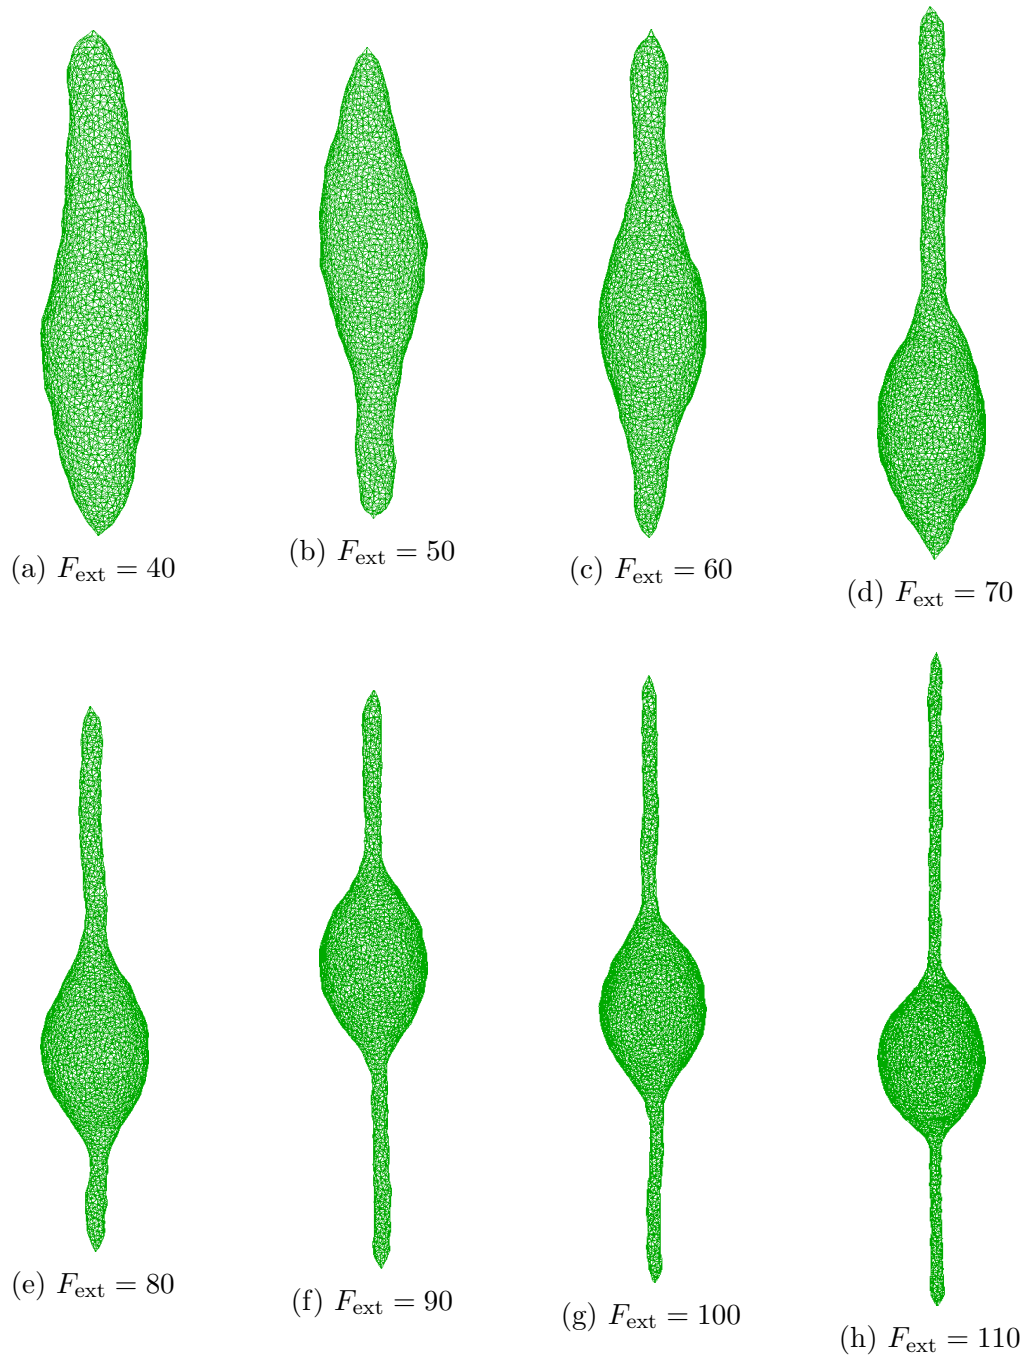 (a) F_ext = 40
(b) F_ext = 50
(c) F_ext = 60
(d) F_ext = 70
(e) F_ext = 80
(f) F_ext = 90
(g) F_ext = 100
(h) F_ext = 110